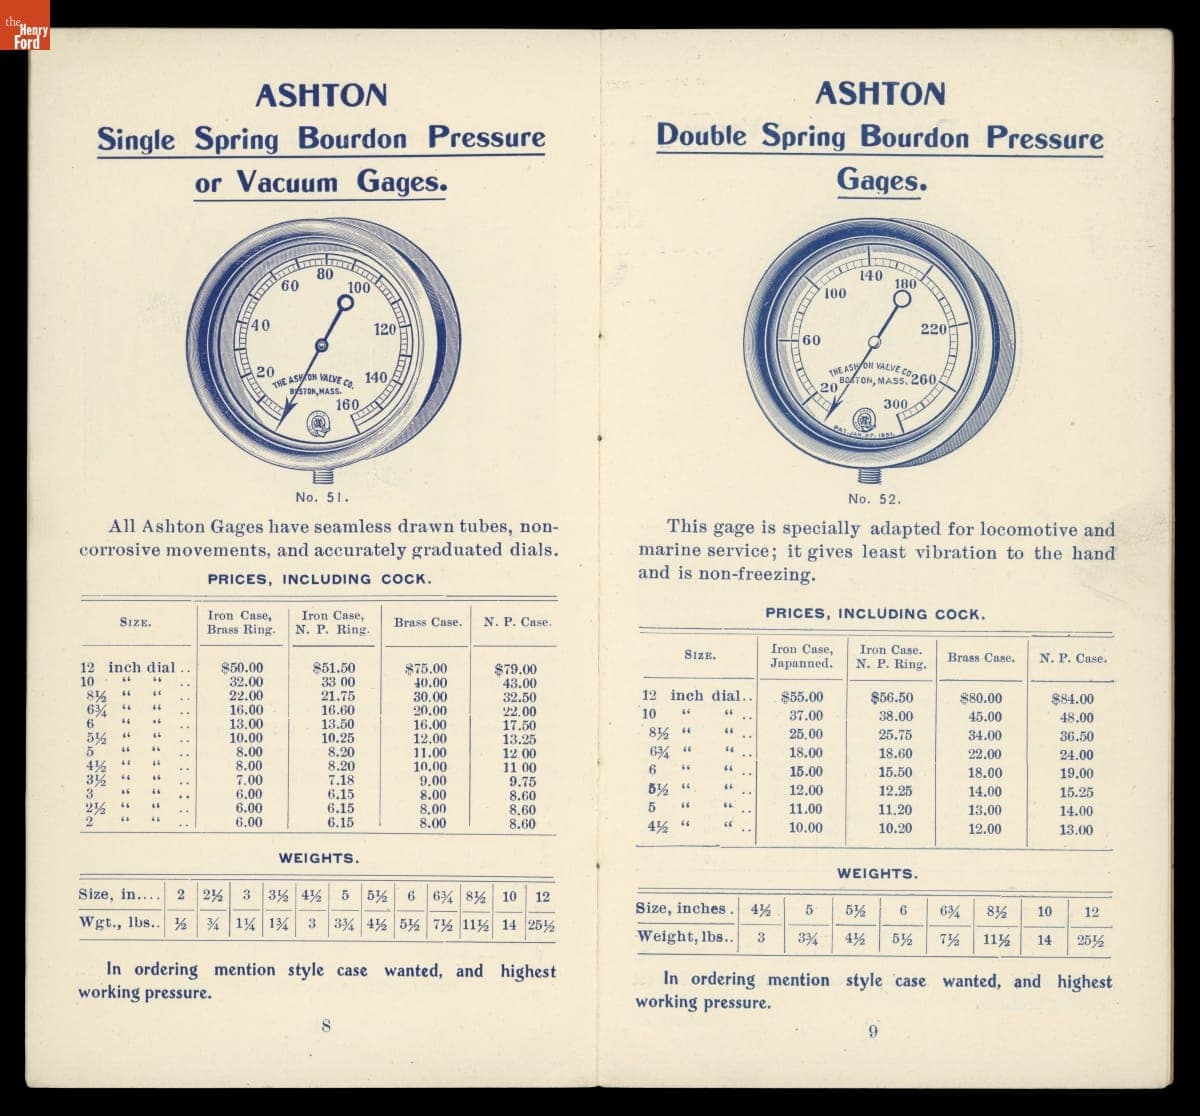 the
Henry
Ford
ASHTON
Single Spring Bourdon Pressure
or Vacuum Gages.
80
60
100
40
120
20
140
160
THE ASHTON VALVE CO.
BOSTON, MASS.
No. 51.
All Ashton Gages have seamless drawn tubes, non-
corrosive movements, and accurately graduated dials.
PRICES, INCLUDING COCK.
SIZE. Iron Case, Brass Ring. Iron Case, N. P. Ring. Brass Case. N. P. Case.
12 inch dial .. $50.00 $51.50 $75.00 $79.00
10 " " .. 32.00 33 00 40.00 43.00
8½ " " .. 22.00 21.75 30.00 32.50
6¾ " " .. 16.00 16.60 20.00 22.00
6 " " .. 13.00 13.50 16.00 17.50
5½ " " .. 10.00 10.25 12.00 13.25
5 " " .. 8.00 8.20 11.00 12 00
4½ " " .. 8.00 8.20 10.00 11 00
3½ " " .. 7.00 7.18 9.00 9.75
3 " " .. 6.00 6.15 8.00 8.60
2½ " " .. 6.00 6.15 8.00 8.60
2 " " .. 6.00 6.15 8.00 8.60
WEIGHTS.
Size, in.... 2 2½ 3 3½ 4½ 5 5½ 6 6¾ 8½ 10 12
Wgt., lbs.. ½ ¾ 1¼ 1¾ 3 3¾ 4½ 5½ 7½ 11½ 14 25½
In ordering mention style case wanted, and highest
working pressure.
8
ASHTON
Double Spring Bourdon Pressure
Gages.
140
180
100
220
60
260
20
300
THE ASHTON VALVE CO.
BOSTON, MASS.
PAT. JAN. 27, 1891.
No. 52.
This gage is specially adapted for locomotive and
marine service; it gives least vibration to the hand
and is non-freezing.
PRICES, INCLUDING COCK.
SIZE. Iron Case, Japanned. Iron Case. N. P. Ring. Brass Case. N. P. Case.
12 inch dial.. $55.00 $56.50 $80.00 $84.00
10 " " .. 37.00 38.00 45.00 48.00
8½ " " .. 25.00 25.75 34.00 36.50
6¾ " " .. 18.00 18.60 22.00 24.00
6 " " .. 15.00 15.50 18.00 19.00
5½ " " .. 12.00 12.25 14.00 15.25
5 " " .. 11.00 11.20 13.00 14.00
4½ " " .. 10.00 10.20 12.00 13.00
WEIGHTS.
Size, inches . 4½ 5 5½ 6 6¾ 8½ 10 12
Weight, lbs.. 3 3¾ 4½ 5½ 7½ 11½ 14 25½
In ordering mention style case wanted, and highest
working pressure.
9